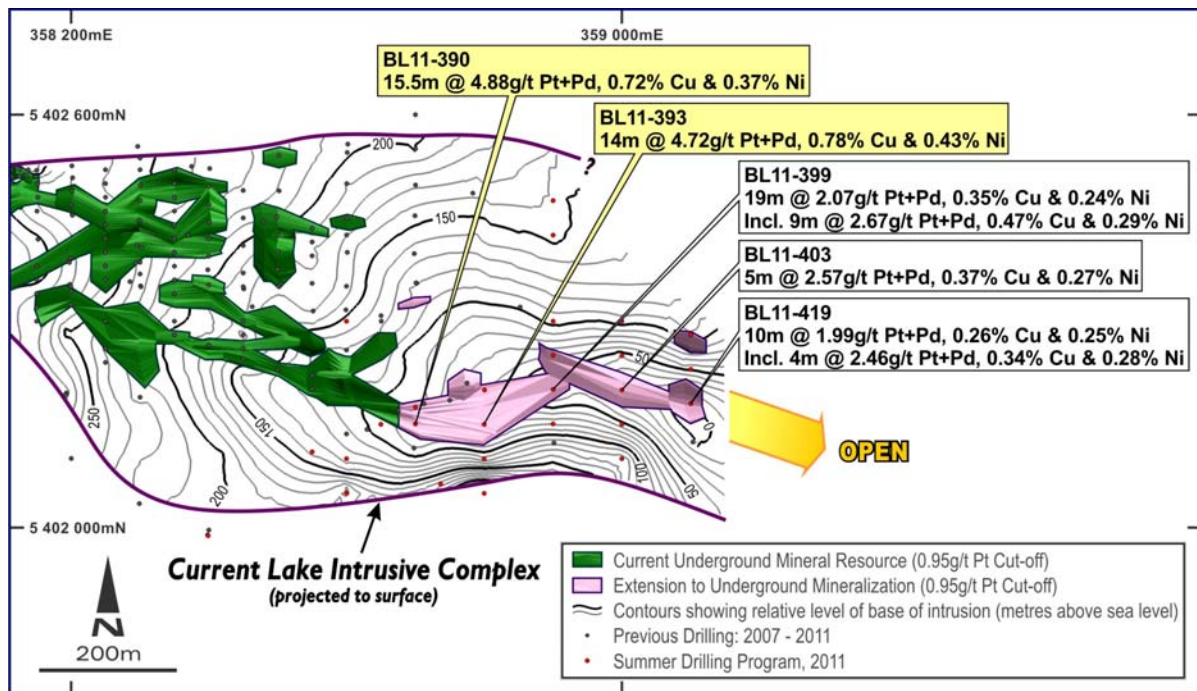 358 200mE
359 000mE
5 402 600mN
5 402 000mN
BL11-390
15.5m @ 4.88g/t Pt+Pd, 0.72% Cu & 0.37% Ni
BL11-393
14m @ 4.72g/t Pt+Pd, 0.78% Cu & 0.43% Ni
BL11-399
19m @ 2.07g/t Pt+Pd, 0.35% Cu & 0.24% Ni
Incl. 9m @ 2.67g/t Pt+Pd, 0.47% Cu & 0.29% Ni
BL11-403
5m @ 2.57g/t Pt+Pd, 0.37% Cu & 0.27% Ni
BL11-419
10m @ 1.99g/t Pt+Pd, 0.26% Cu & 0.25% Ni
Incl. 4m @ 2.46g/t Pt+Pd, 0.34% Cu & 0.28% Ni
200
?
150
50
250
0
150
200
100
50
OPEN
Current Lake Intrusive Complex
(projected to surface)
N
200m
Current Underground Mineral Resource (0.95g/t Pt Cut-off)
Extension to Underground Mineralization (0.95g/t Pt Cut-off)
Contours showing relative level of base of intrusion (metres above sea level)
Previous Drilling: 2007 - 2011
Summer Drilling Program, 2011